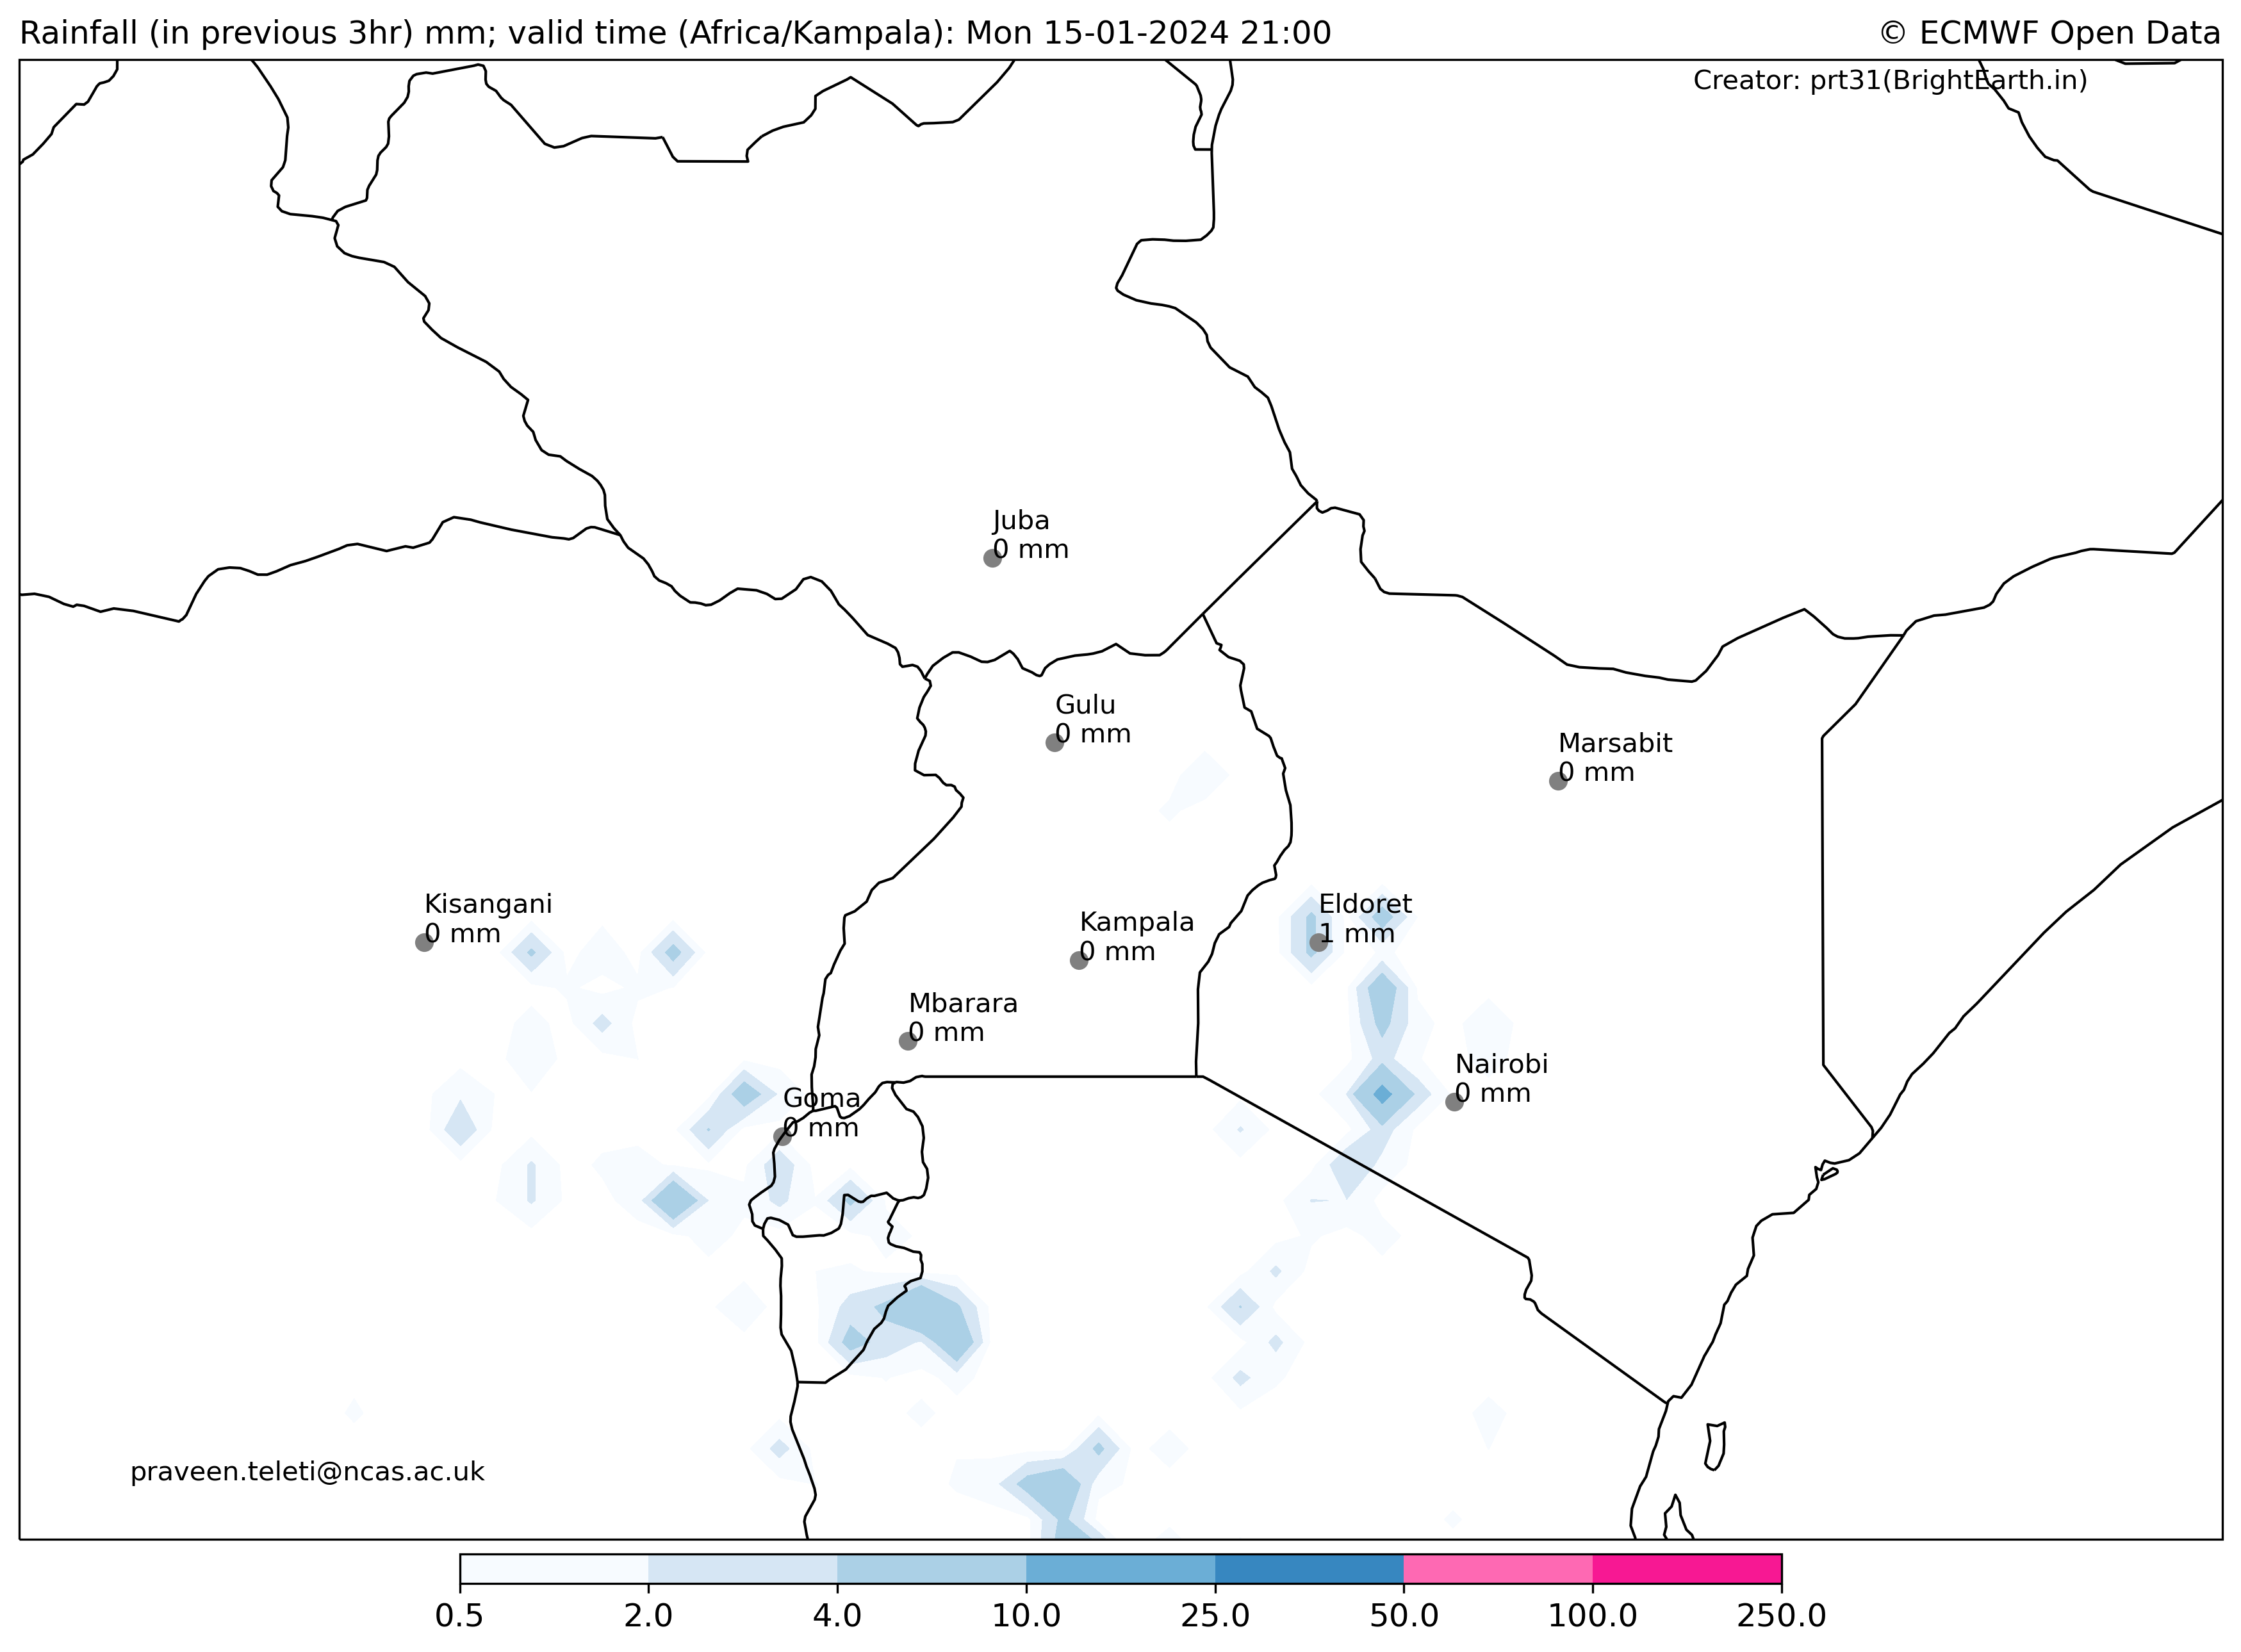 Rainfall (in previous 3hr) mm; valid time (Africa/Kampala): Mon 15-01-2024 21:00
© ECMWF Open Data
Creator: prt31(BrightEarth.in)
Juba
0 mm
Gulu
0 mm
Marsabit
0 mm
Kisangani
0 mm
Kampala
0 mm
Eldoret
1 mm
Mbarara
0 mm
Nairobi
0 mm
Goma
0 mm
praveen.teleti@ncas.ac.uk
0.5 2.0 4.0 10.0 25.0 50.0 100.0 250.0